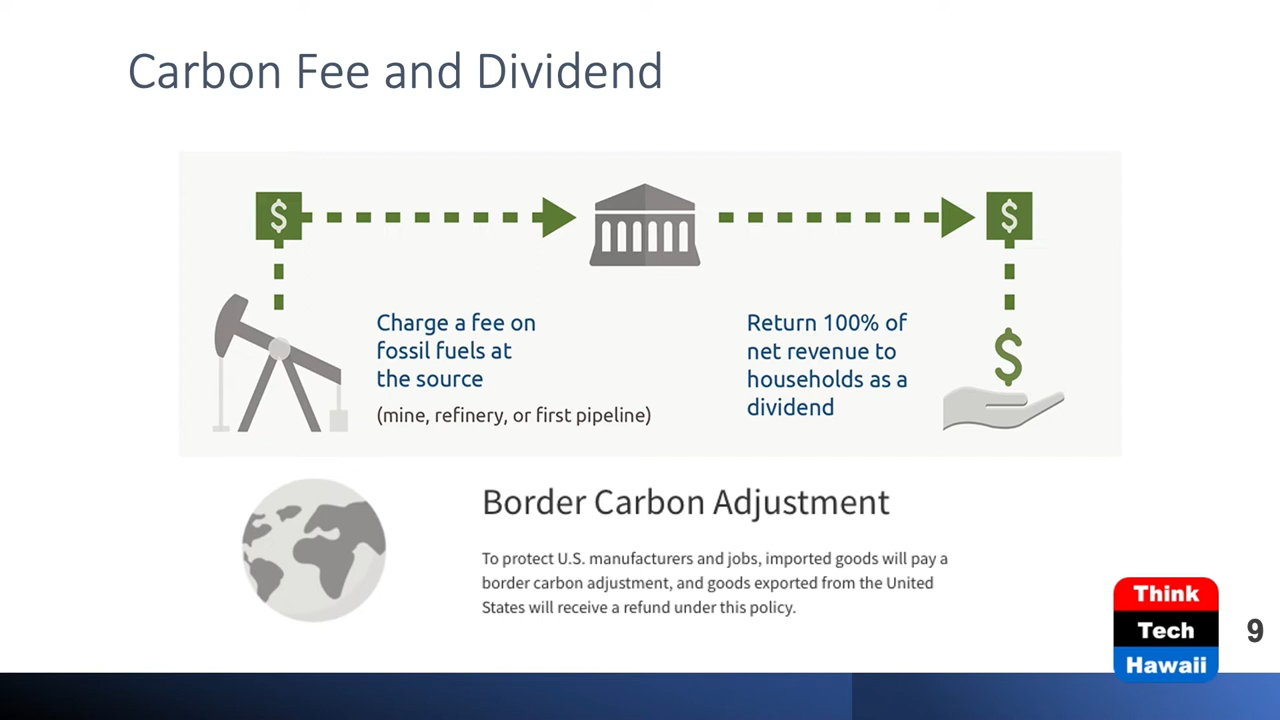 Carbon Fee and Dividend
$
$
Charge a fee on
fossil fuels at
the source
(mine, refinery, or first pipeline)
Return 100% of
net revenue to
households as a
dividend
$
Border Carbon Adjustment
To protect U.S. manufacturers and jobs, imported goods will pay a
border carbon adjustment, and goods exported from the United
States will receive a refund under this policy.
Think
Tech
Hawaii
9